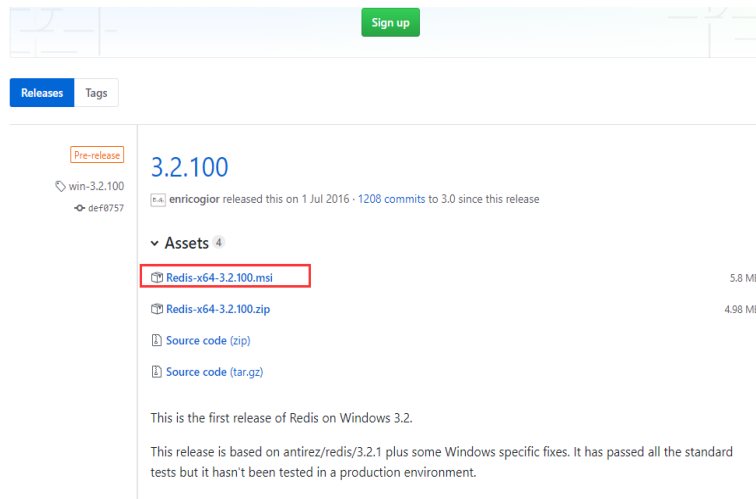 Sign up
Releases
Tags
Pre-release
win-3.2.100
def0757
3.2.100
enricogior released this on 1 Jul 2016 · 1208 commits to 3.0 since this release
Assets 4
Redis-x64-3.2.100.msi
5.8 M
Redis-x64-3.2.100.zip
4.98 M
Source code (zip)
Source code (tar.gz)
This is the first release of Redis on Windows 3.2.
This release is based on antirez/redis/3.2.1 plus some Windows specific fixes. It has passed all the standard
tests but it hasn't been tested in a production environment.